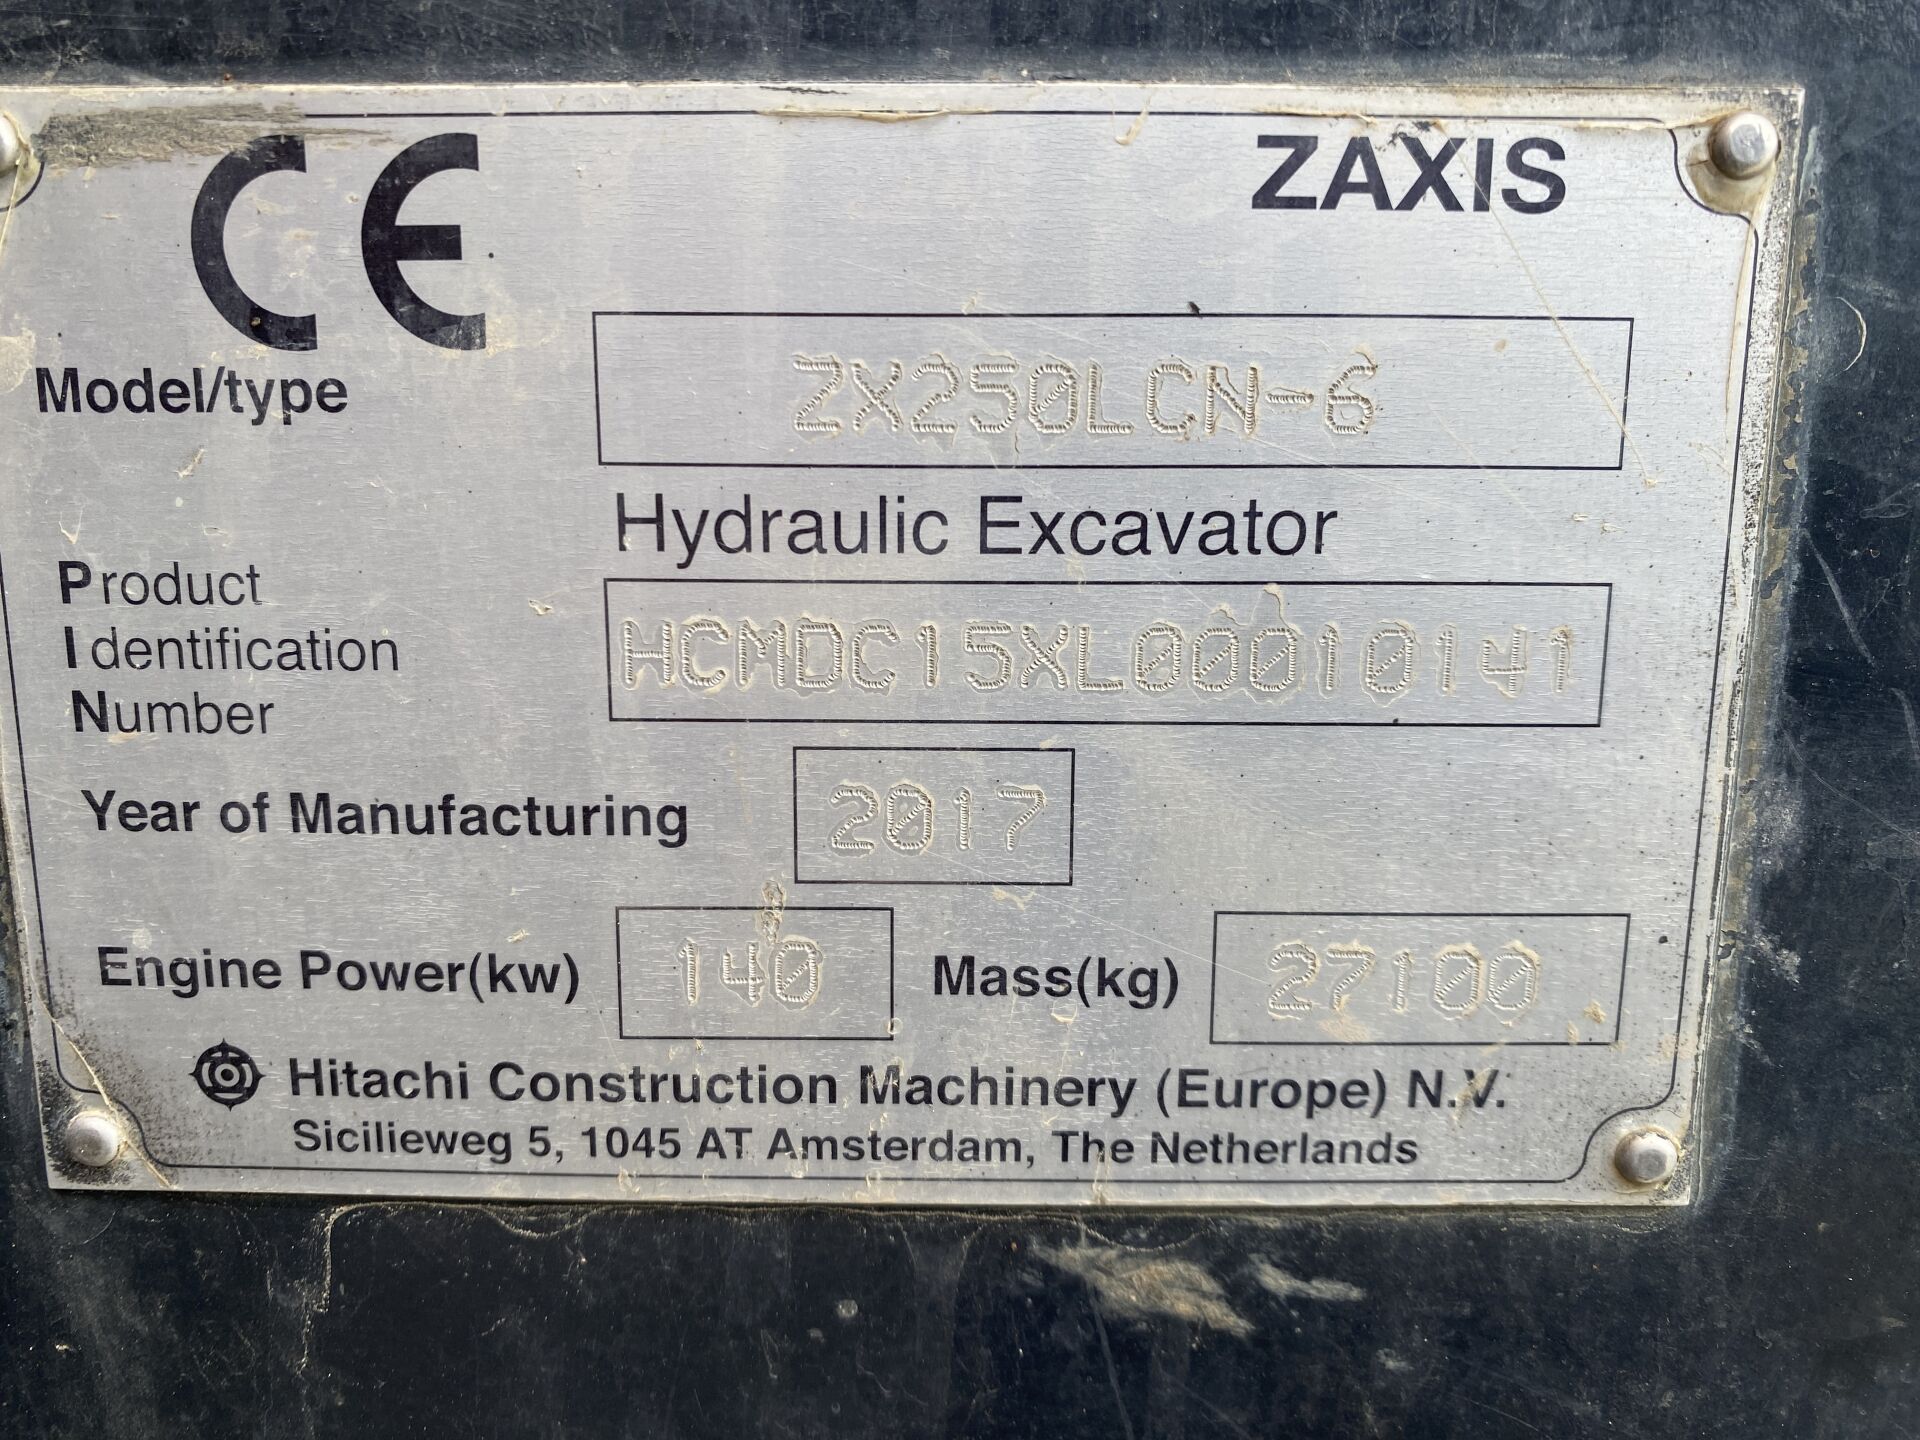 CE
ZAXIS
Model/type ZX250LCN-6
Hydraulic Excavator
Product
Identification
Number
HCMDC15XL00010141
Year of Manufacturing 2017
Engine Power(kw) 140 Mass(kg) 27100
Hitachi Construction Machinery (Europe) N.V.
Sicilieweg 5, 1045 AT Amsterdam, The Netherlands